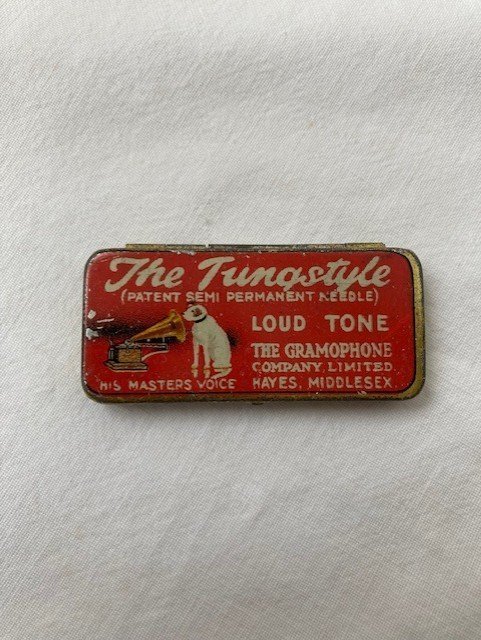 The Tungstyle
(PATENT SEMI PERMANENT NEEDLE)
LOUD TONE
THE GRAMOPHONE
COMPANY, LIMITED
HIS MASTERS VOICE
HAYES, MIDDLESEX.